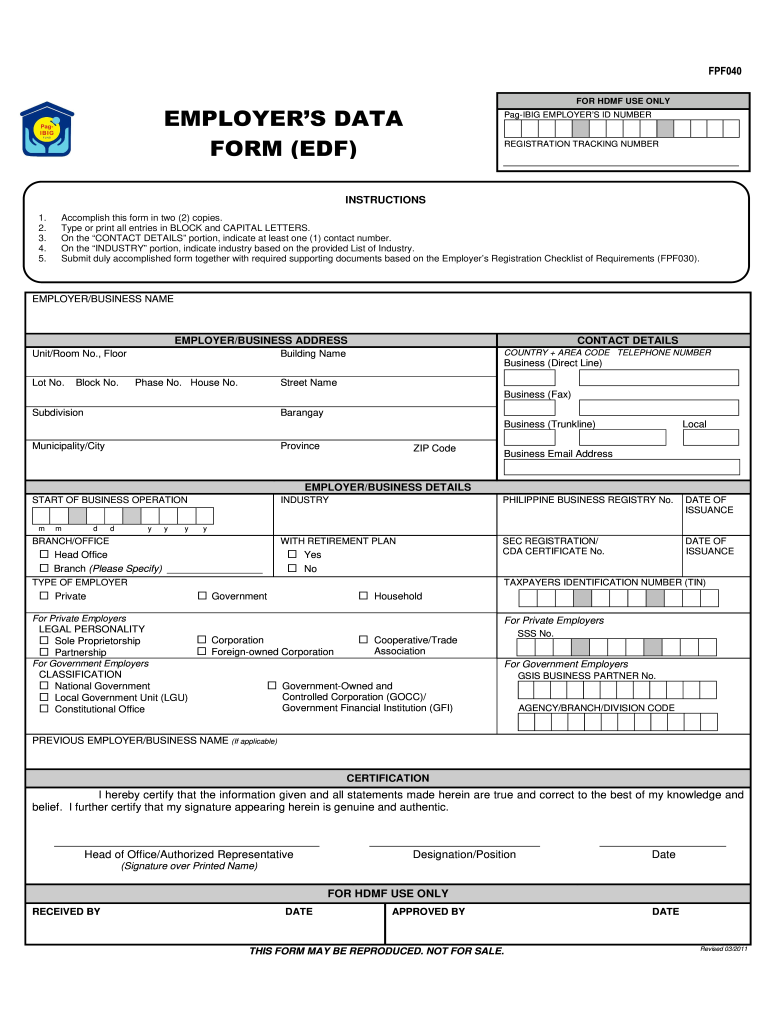 FPF040
Pag-
IBIG
EMPLOYER'S DATA
FORM (EDF)
FOR HDMF USE ONLY
Pag-IBIG EMPLOYER'S ID NUMBER
REGISTRATION TRACKING NUMBER
INSTRUCTIONS
1. Accomplish this form in two (2) copies.
2. Type or print all entries in BLOCK and CAPITAL LETTERS.
3. On the “CONTACT DETAILS” portion, indicate at least one (1) contact number.
4. On the “INDUSTRY” portion, indicate industry based on the provided List of Industry.
5. Submit duly accomplished form together with required supporting documents based on the Employer's Registration Checklist of Requirements (FPF030).
EMPLOYER/BUSINESS NAME
EMPLOYER/BUSINESS ADDRESS
CONTACT DETAILS
Unit/Room No., Floor Building Name
COUNTRY + AREA CODE TELEPHONE NUMBER
Business (Direct Line)
Lot No. Block No. Phase No. House No. Street Name
Business (Fax)
Subdivision Barangay
Business (Trunkline) Local
Municipality/City Province ZIP Code
Business Email Address
EMPLOYER/BUSINESS DETAILS
START OF BUSINESS OPERATION
m m d d y y y y
INDUSTRY
PHILIPPINE BUSINESS REGISTRY No.
DATE OF
ISSUANCE
BRANCH/OFFICE
Head Office
Branch (Please Specify)
WITH RETIREMENT PLAN
Yes
No
SEC REGISTRATION/
CDA CERTIFICATE No.
DATE OF
ISSUANCE
TYPE OF EMPLOYER
Private Government Household
TAXPAYERS IDENTIFICATION NUMBER (TIN)
For Private Employers
LEGAL PERSONALITY
Sole Proprietorship
Partnership
Corporation
Foreign-owned Corporation
Cooperative/Trade
Association
For Private Employers
SSS No.
For Government Employers
CLASSIFICATION
National Government
Local Government Unit (LGU)
Constitutional Office
Government-Owned and
Controlled Corporation (GOCC)/
Government Financial Institution (GFI)
For Government Employers
GSIS BUSINESS PARTNER No.
AGENCY/BRANCH/DIVISION CODE
PREVIOUS EMPLOYER/BUSINESS NAME (If applicable)
CERTIFICATION
I hereby certify that the information given and all statements made herein are true and correct to the best of my knowledge and
belief. I further certify that my signature appearing herein is genuine and authentic.
Head of Office/Authorized Representative Designation/Position Date
(Signature over Printed Name)
FOR HDMF USE ONLY
RECEIVED BY DATE APPROVED BY DATE
THIS FORM MAY BE REPRODUCED. NOT FOR SALE.
Revised 03/2011